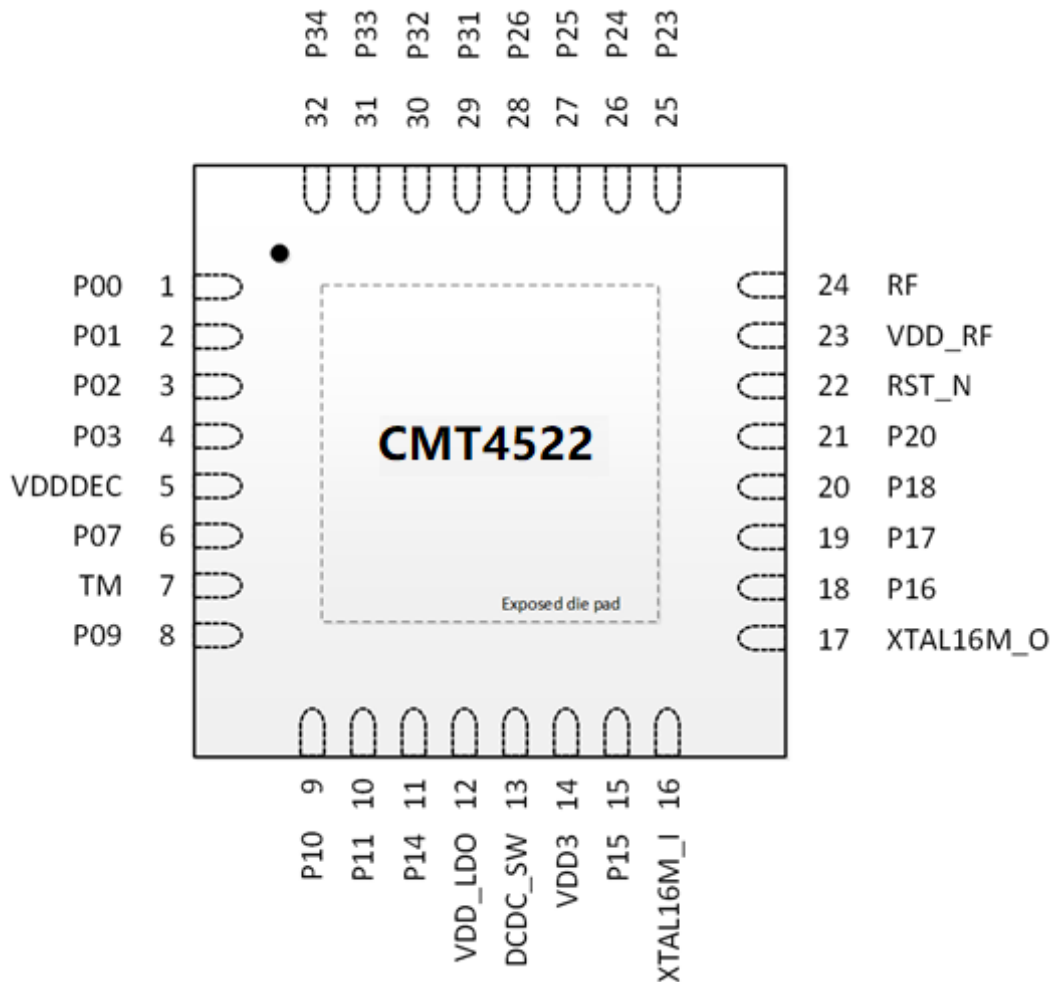 P34 P33 P32 P31 P26 P25 P24 P23
32 31 30 29 28 27 26 25
P00 1
P01 2
P02 3
P03 4
VDDDEC 5
P07 6
TM 7
P09 8
CMT4522
Exposed die pad
24 RF
23 VDD_RF
22 RST_N
21 P20
20 P18
19 P17
18 P16
17 XTAL16M_O
9 10 11 12 13 14 15 16
P10 P11 P14 VDD_LDO DCDC_SW VDD3 P15 XTAL16M_I